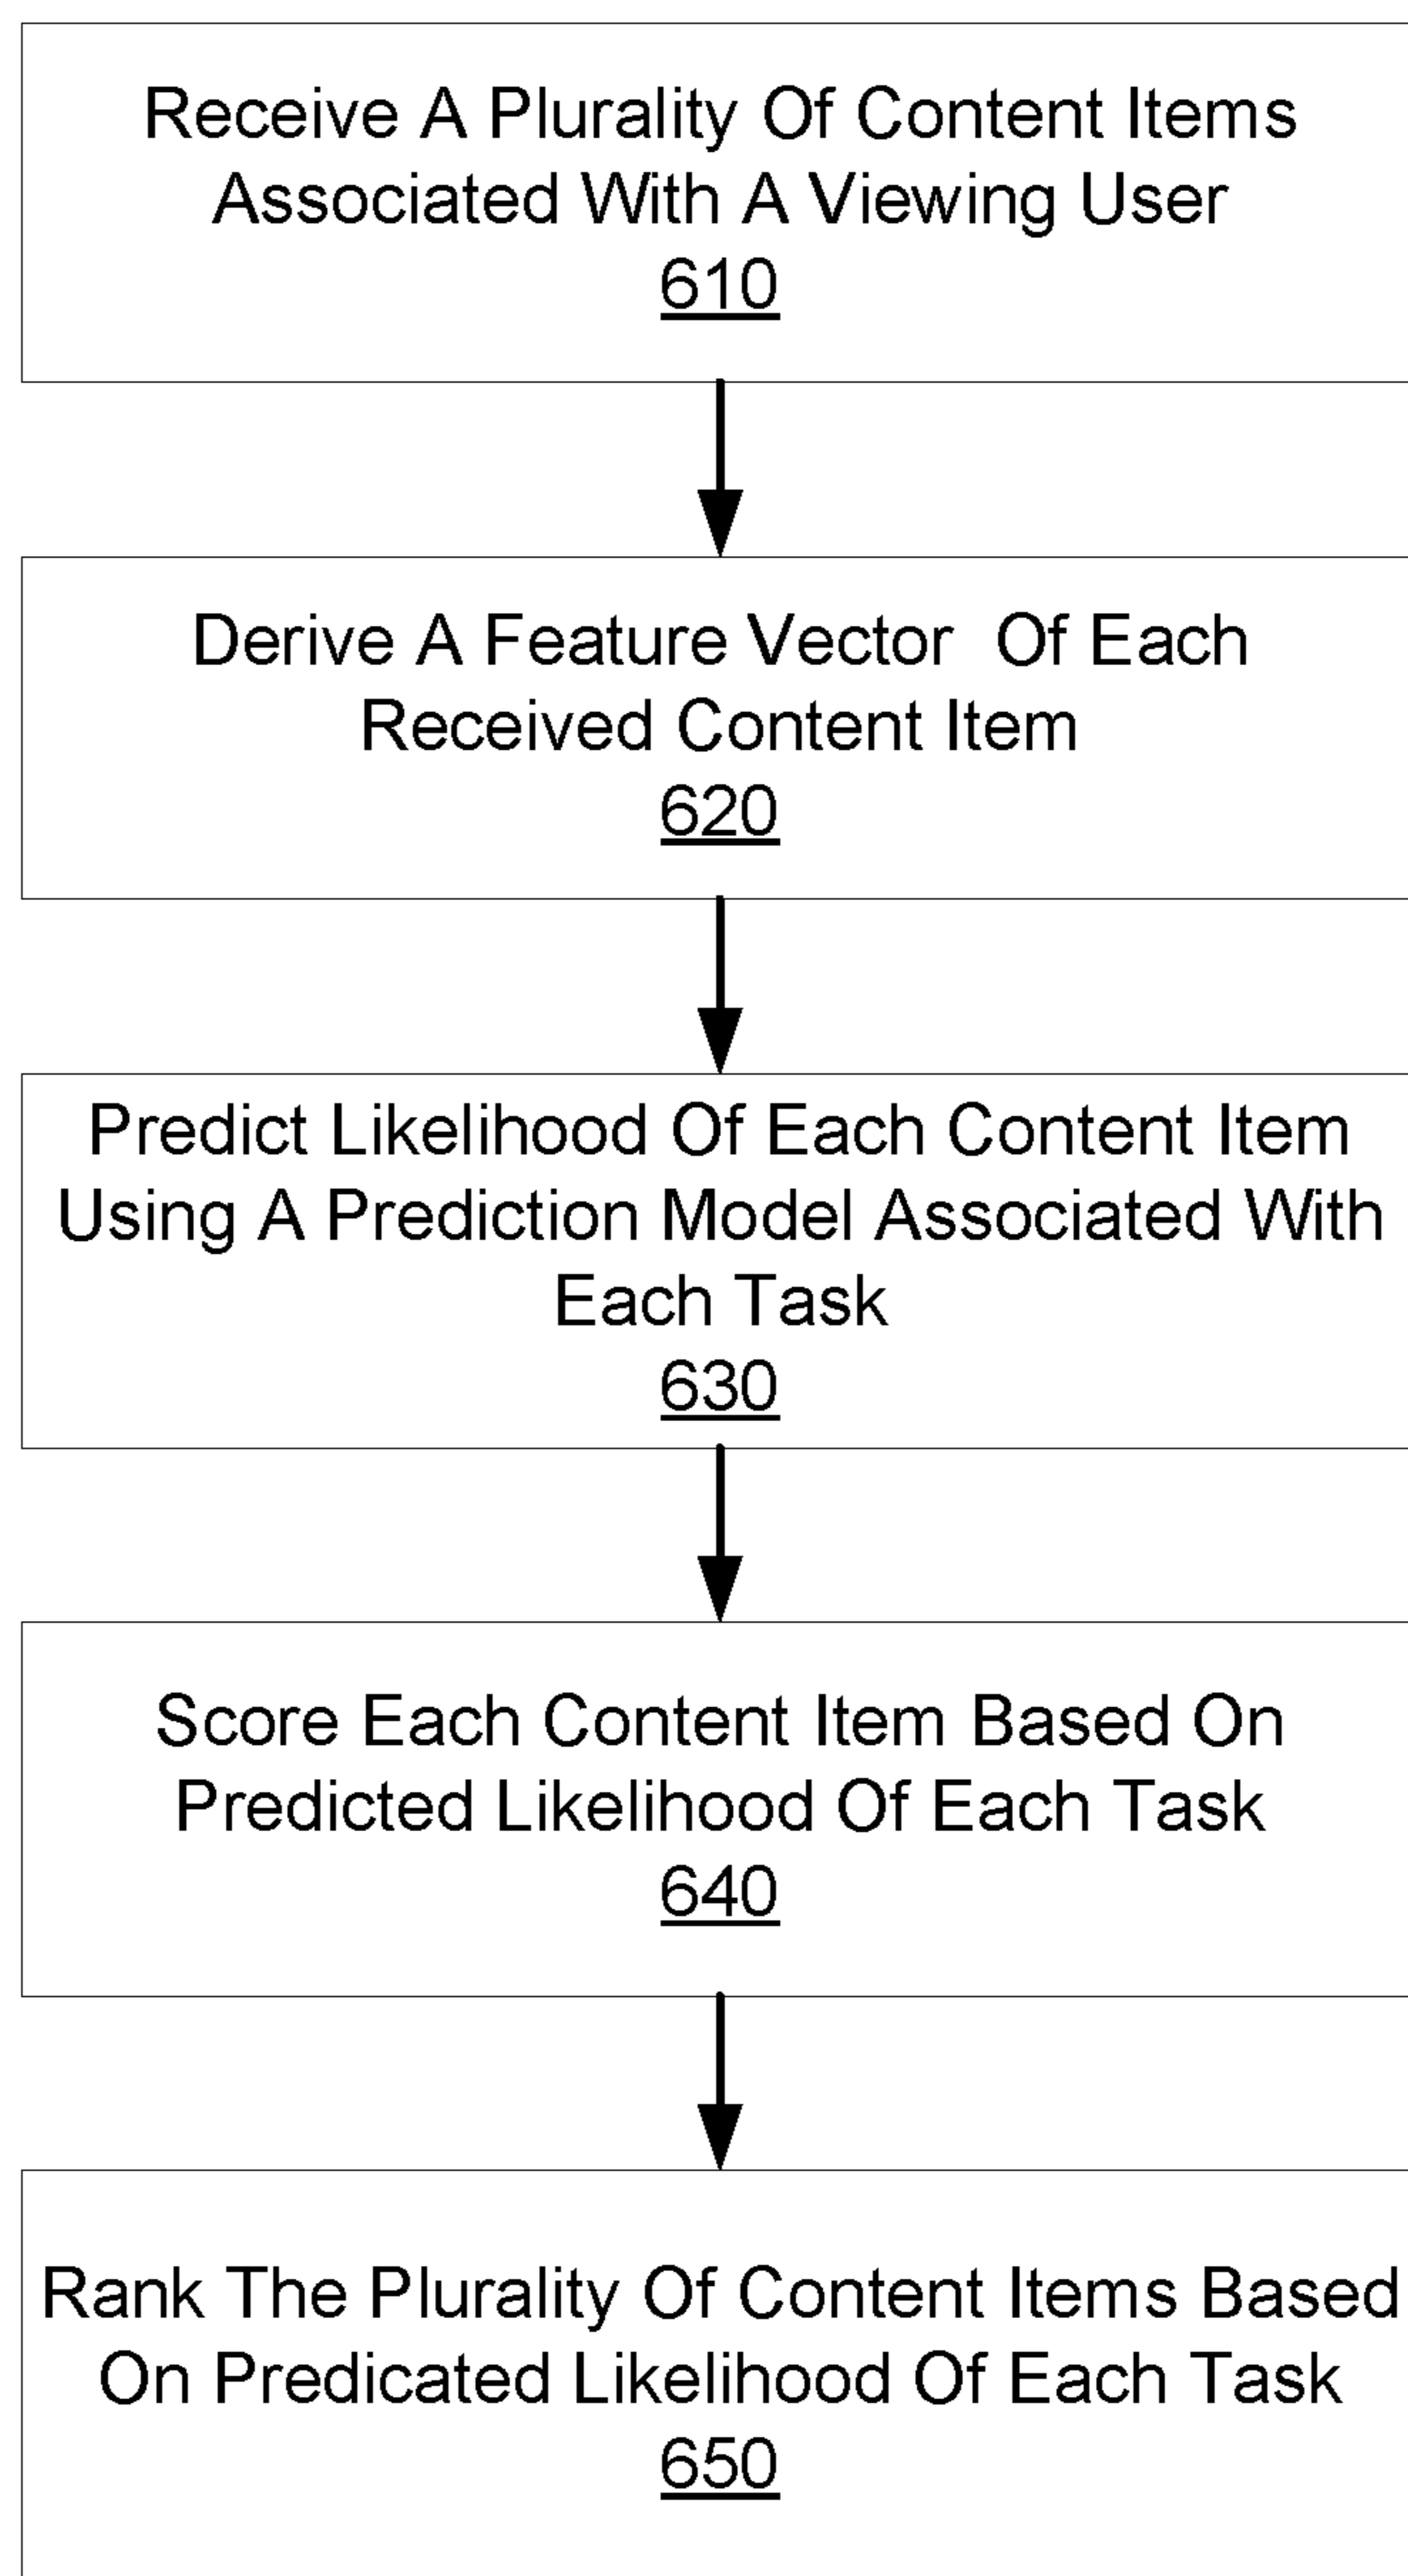 Receive A Plurality Of Content Items
Associated With A Viewing User
610
Derive A Feature Vector Of Each
Received Content Item
620
Predict Likelihood Of Each Content Item
Using A Prediction Model Associated With
Each Task
630
Score Each Content Item Based On
Predicted Likelihood Of Each Task
640
Rank The Plurality Of Content Items Based
On Predicated Likelihood Of Each Task
650